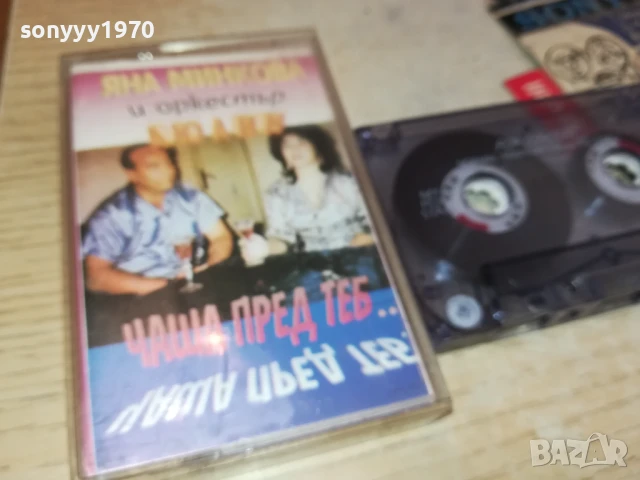 sonyyy1970
ЯНА МИНКОВА
и оркестър
ЧАША ПРЕД ТЕБ..
ЧАША ПРЕД ТЕБ..
BAZAR